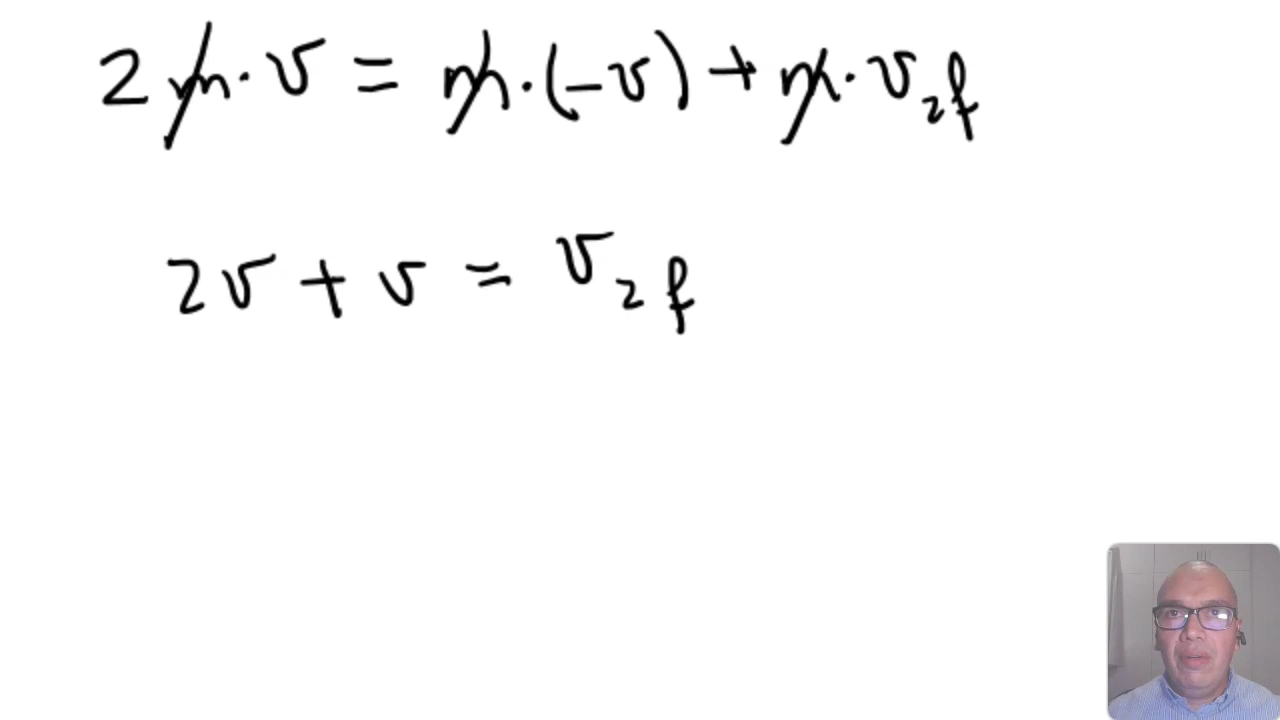 2m·v = m·(-v) + m·v₂f
2v + v = v₂f